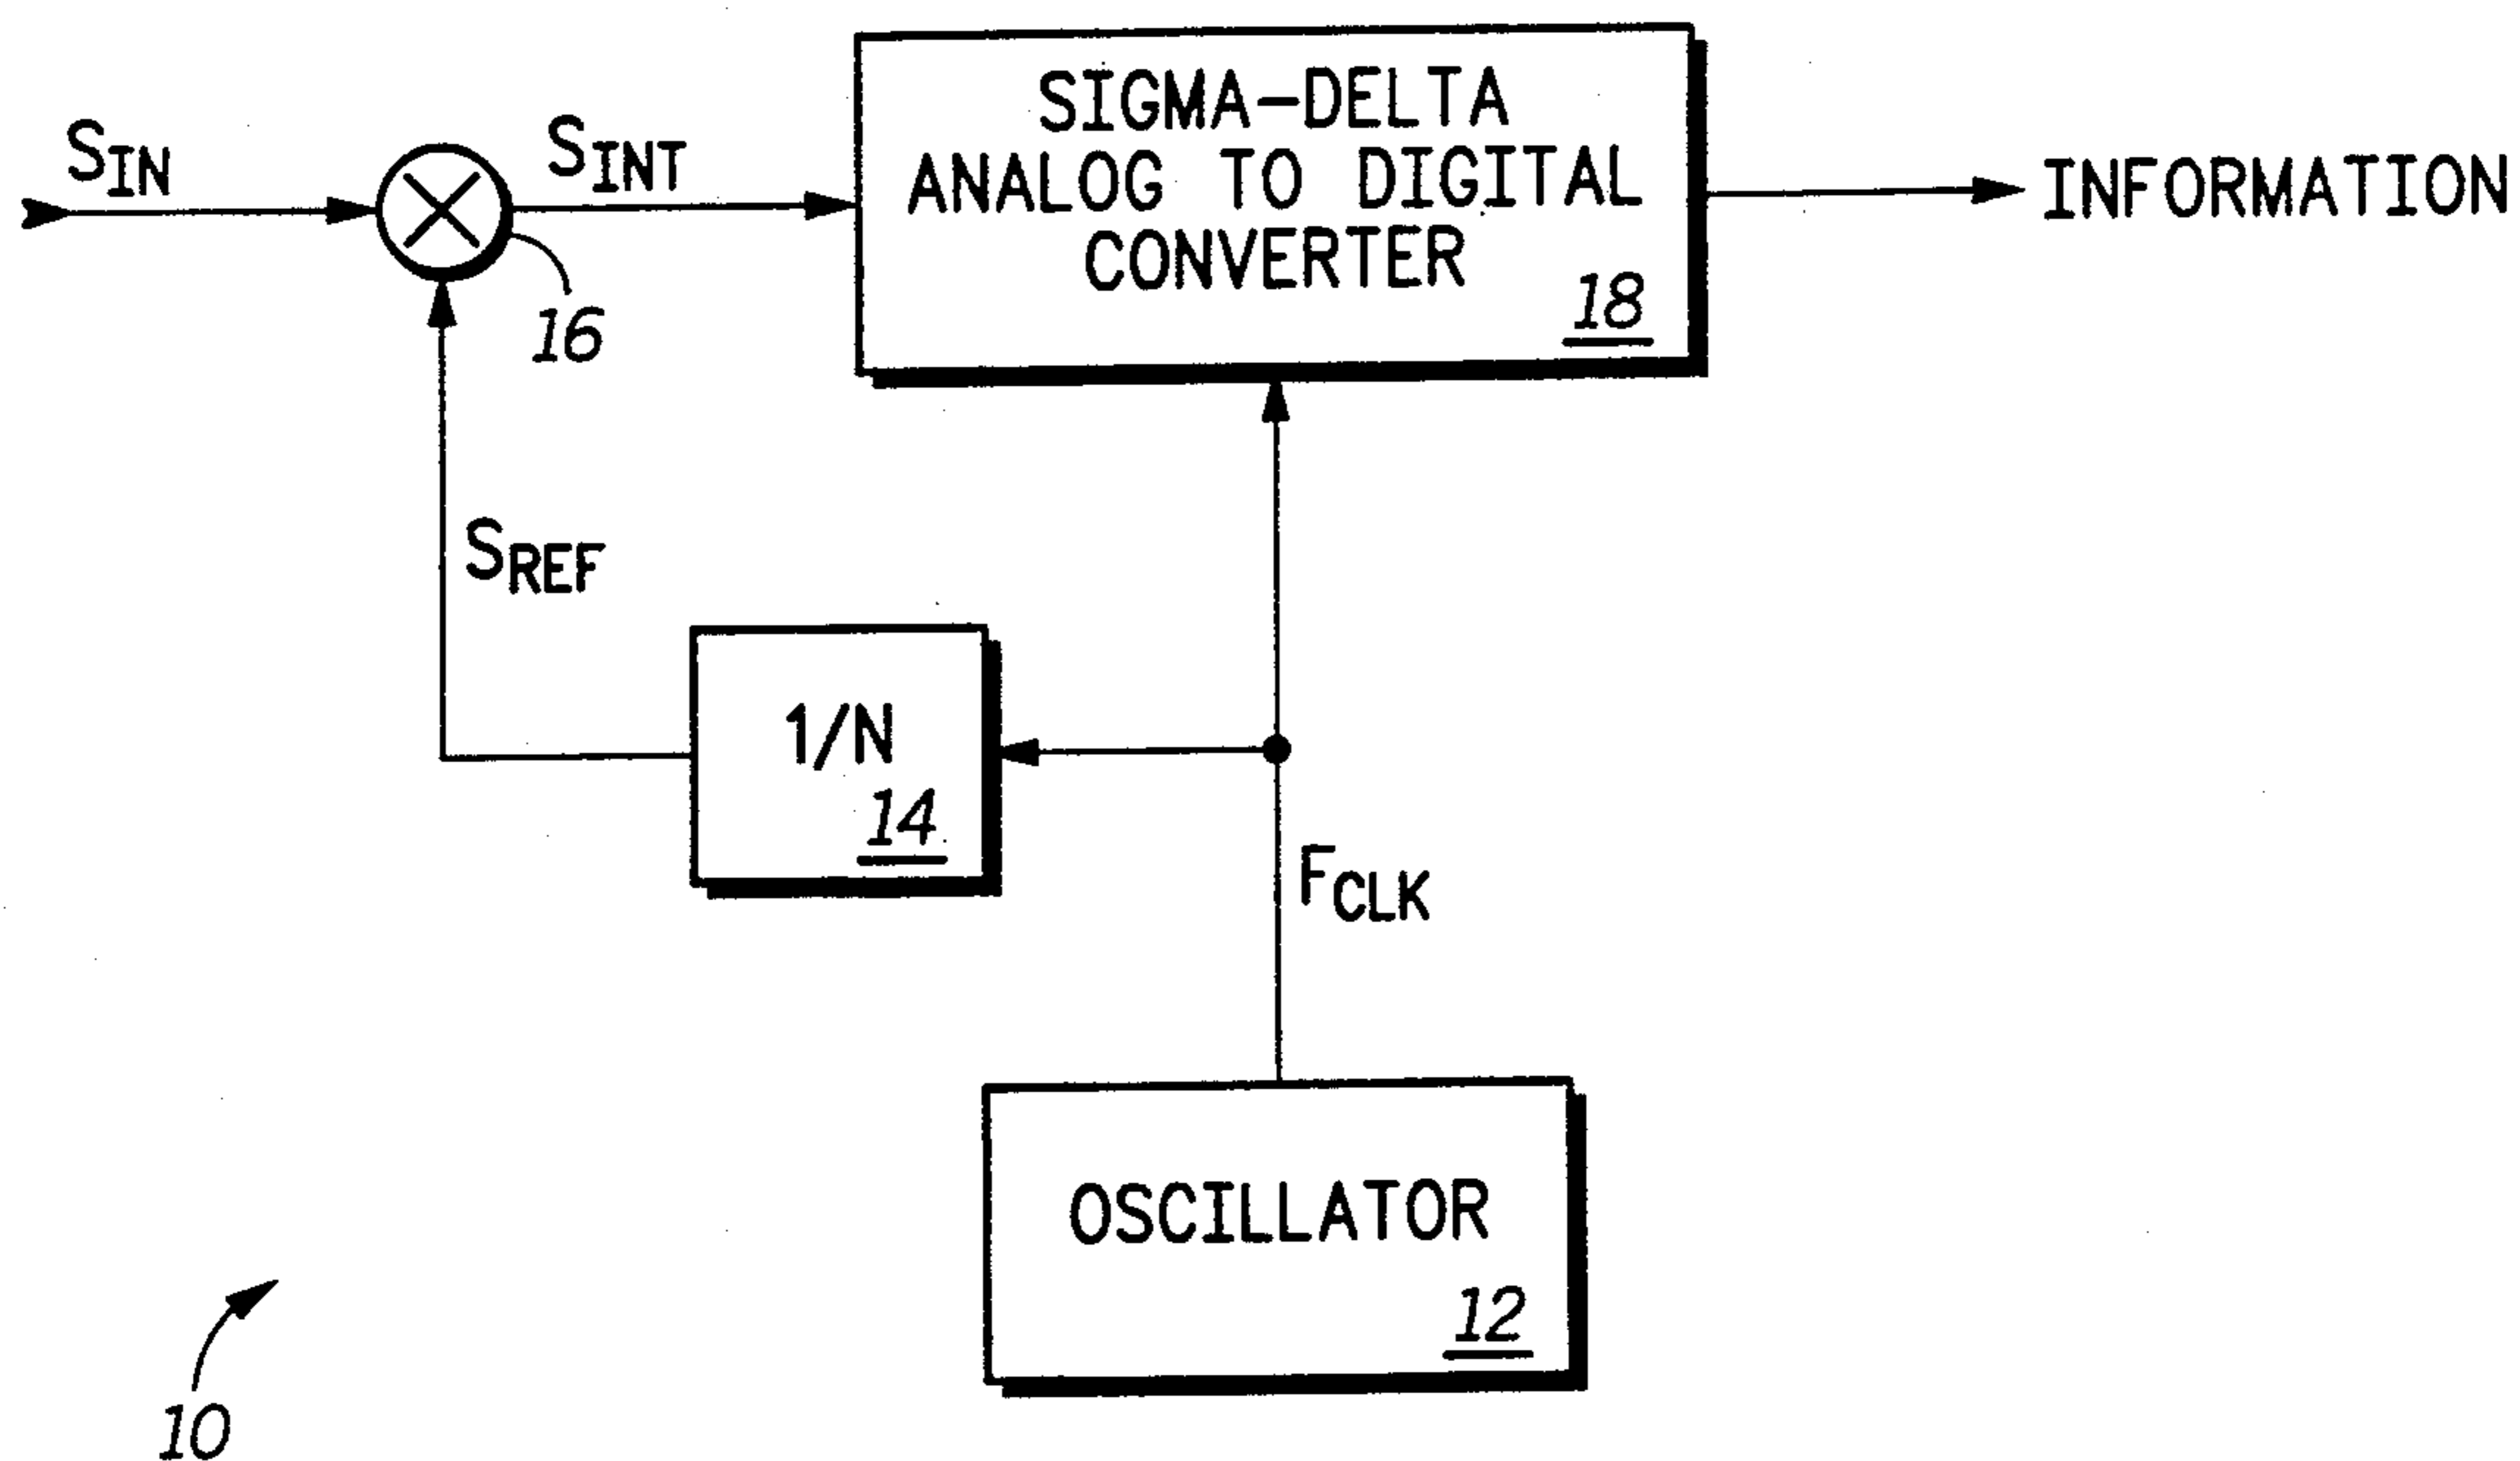 SIGMA-DELTA
ANALOG TO DIGITAL
CONVERTER
18
SIN
SINT
INFORMATION
16
SREF
1/N
14
FCLK
OSCILLATOR
12
10